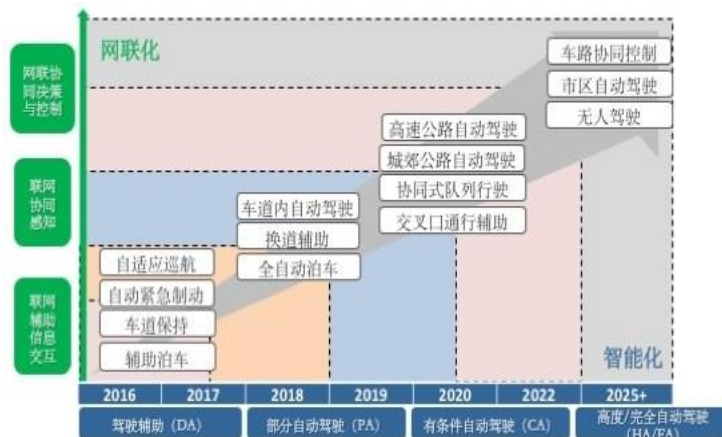 网联化
网联协
同决策
与控制
联网
协同
感知
联网
辅助信息
交互
车路协同控制
市区自动驾驶
无人驾驶
高速公路自动驾驶
城郊公路自动驾驶
协同式队列行驶
交叉口通行辅助
车道内自动驾驶
换道辅助
全自动泊车
自适应巡航
自动紧急制动
车道保持
辅助泊车
智能化
2016 2017 2018 2019 2020 2022 2025+
驾驶辅助（DA） 部分自动驾驶（PA） 有条件自动驾驶（CA） 高度/完全自动驾驶
(HA/FA)